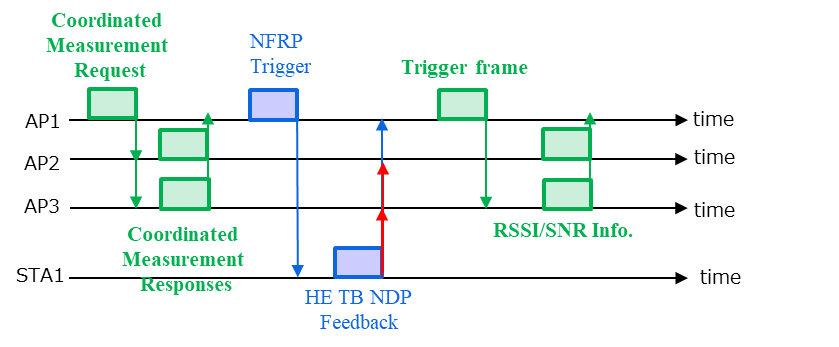 Coordinated
Measurement
Request
NFRP
Trigger
Trigger frame
AP1
time
AP2
time
AP3
time
Coordinated
Measurement
Responses
RSSI/SNR Info.
STA1
time
HE TB NDP
Feedback